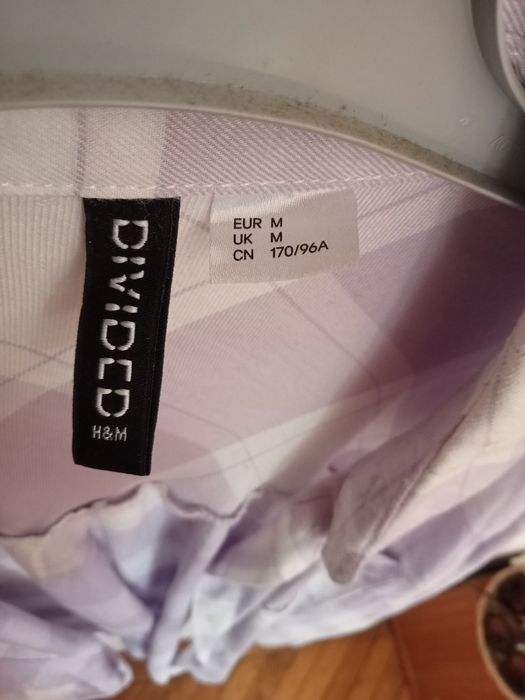 DIVIDED
H&M
EUR M
UK M
CN 170/96A